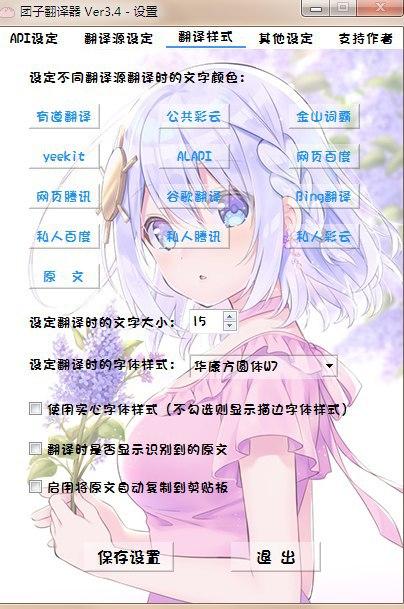 团子翻译器 Ver3.4 - 设置
API设定 翻译源设定 翻译样式 其他设定 支持作者
设定不同翻译源翻译时的文字颜色：
有道翻译 公共彩云 金山词霸
yeekit ALAPI 网页百度
网页腾讯 谷歌翻译 Bing翻译
私人百度 私人腾讯 私人彩云
原 文
设定翻译时的文字大小： 15
设定翻译时的字体样式： 华康方圆体W7
使用实心字体样式（不勾选则显示描边字体样式）
翻译时是否显示识别到的原文
启用将原文自动复制到剪贴板
保存设置 退 出